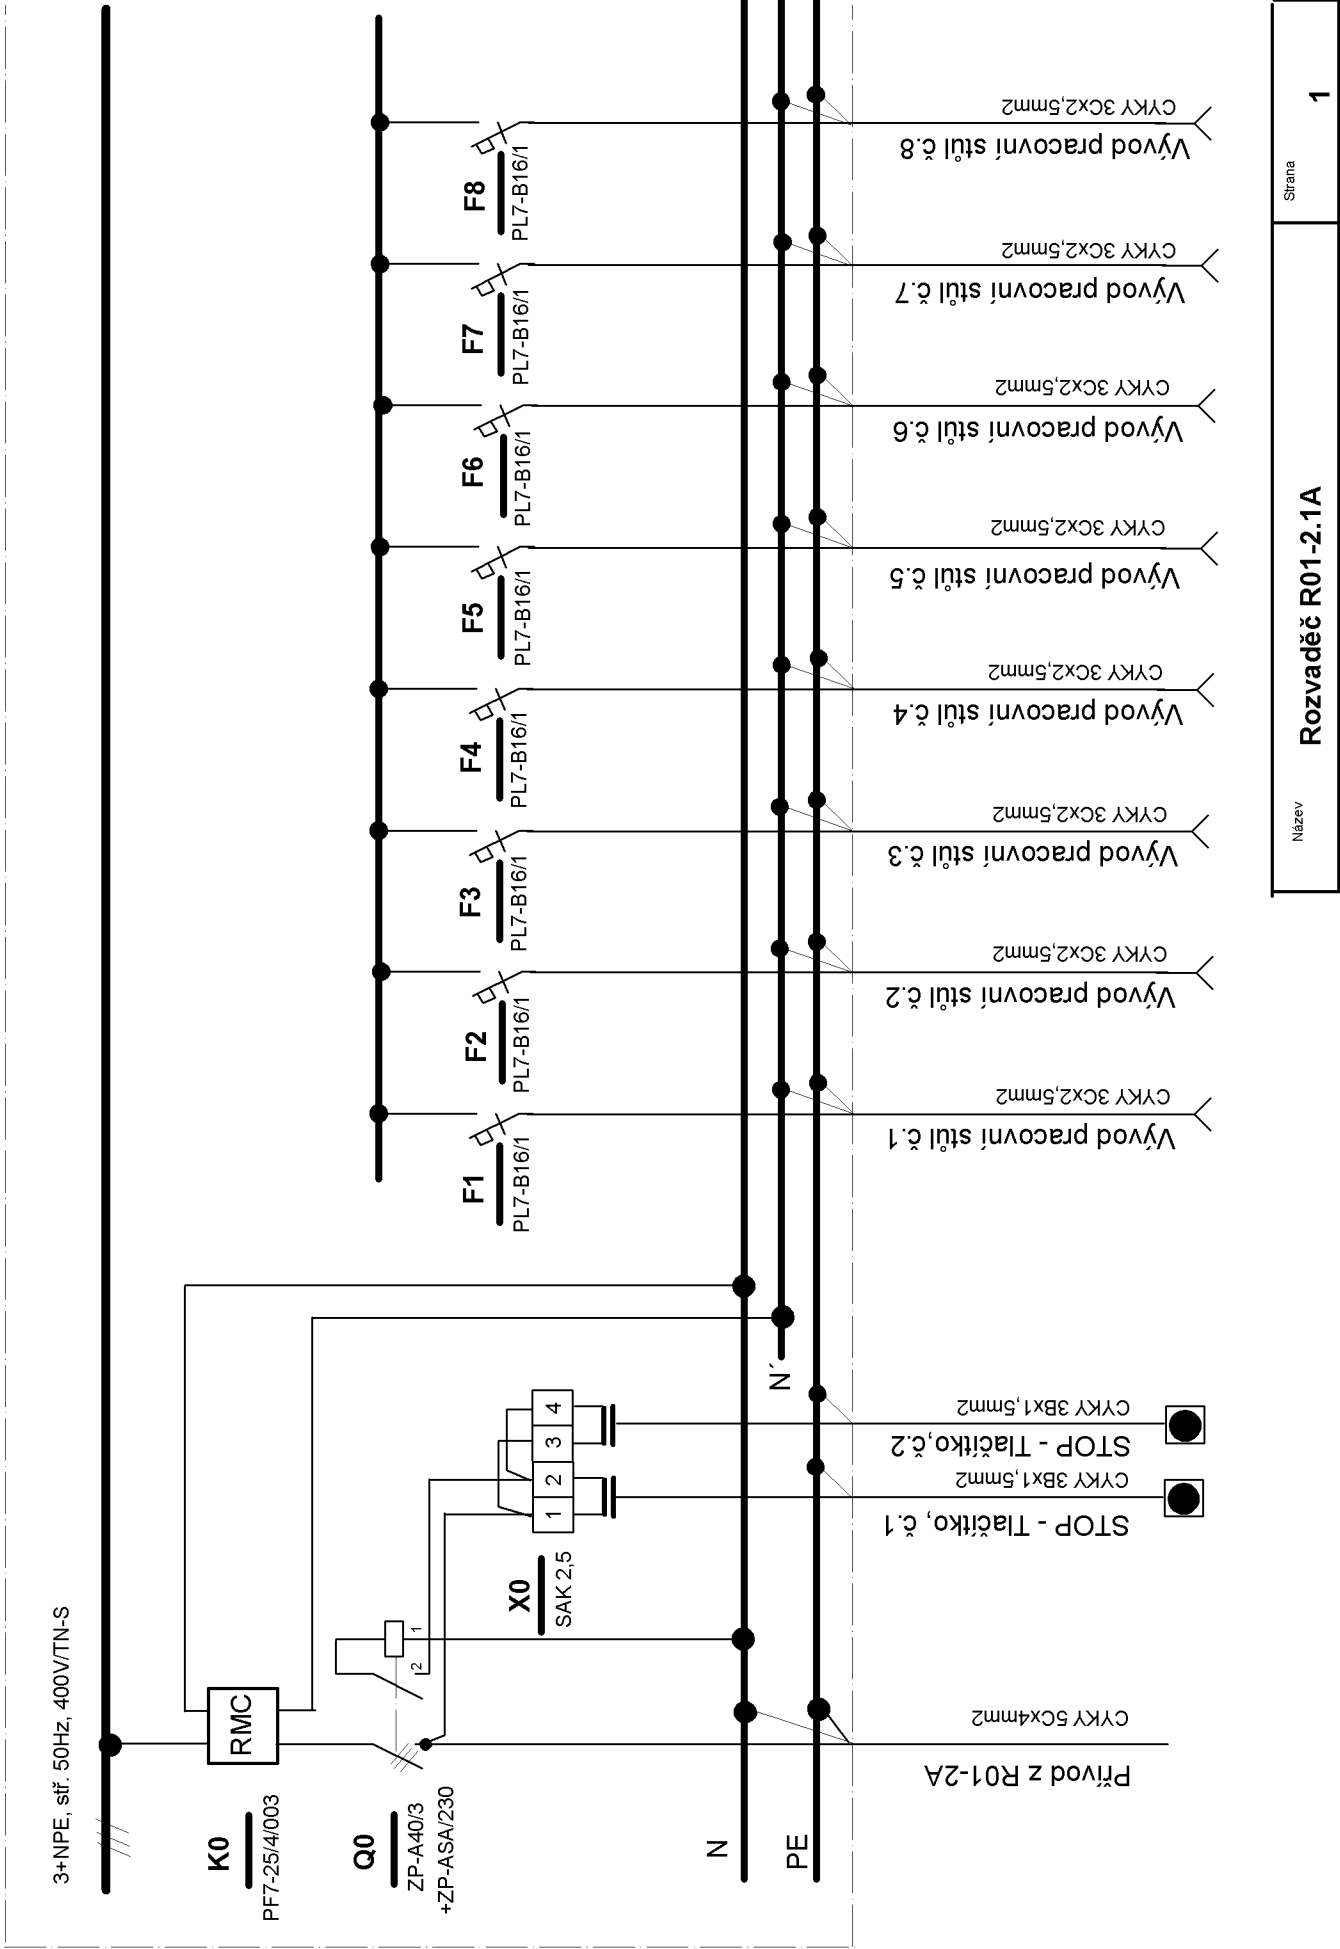 3+NPE, stř. 50Hz, 400V/TN-S
K0
PF7-25/4/003
RMC
Q0
ZP-A40/3
+ZP-ASA/230
2
1
X0
SAK 2,5
1
2
3
4
F1
PL7-B16/1
F2
PL7-B16/1
F3
PL7-B16/1
F4
PL7-B16/1
F5
PL7-B16/1
F6
PL7-B16/1
F7
PL7-B16/1
F8
PL7-B16/1
N
N´
PE
Přívod z R01-2A
CYKY 5Cx4mm2
STOP - Tlačítko, č.1
CYKY 3Bx1,5mm2
STOP - Tlačítko,č.2
CYKY 3Bx1,5mm2
Vývod pracovní stůl č.1
CYKY 3Cx2,5mm2
Vývod pracovní stůl č.2
CYKY 3Cx2,5mm2
Vývod pracovní stůl č.3
CYKY 3Cx2,5mm2
Vývod pracovní stůl č.4
CYKY 3Cx2,5mm2
Vývod pracovní stůl č.5
CYKY 3Cx2,5mm2
Vývod pracovní stůl č.6
CYKY 3Cx2,5mm2
Vývod pracovní stůl č.7
CYKY 3Cx2,5mm2
Vývod pracovní stůl č.8
CYKY 3Cx2,5mm2
Název
Rozvaděč R01-2.1A
Strana
1